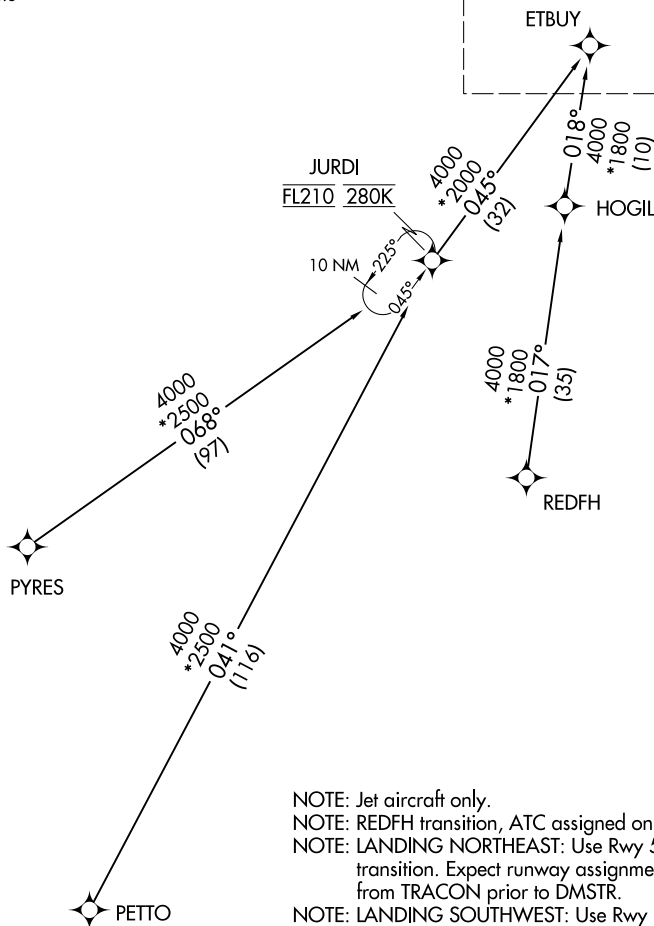 ETBUY
018°
4000
*1800
(10)
4000
*2000
045°
(32)
JURDI
FL210 280K
HOGIL
10 NM
225°
045°
4000
*1800
017°
(35)
4000
*2500
068°
(97)
REDFH
PYRES
4000
*2500
041°
(116)
NOTE: Jet aircraft only.
NOTE: REDFH transition, ATC assigned on
NOTE: LANDING NORTHEAST: Use Rwy 5
transition. Expect runway assignme
from TRACON prior to DMSTR.
PETTO
NOTE: LANDING SOUTHWEST: Use Rwy